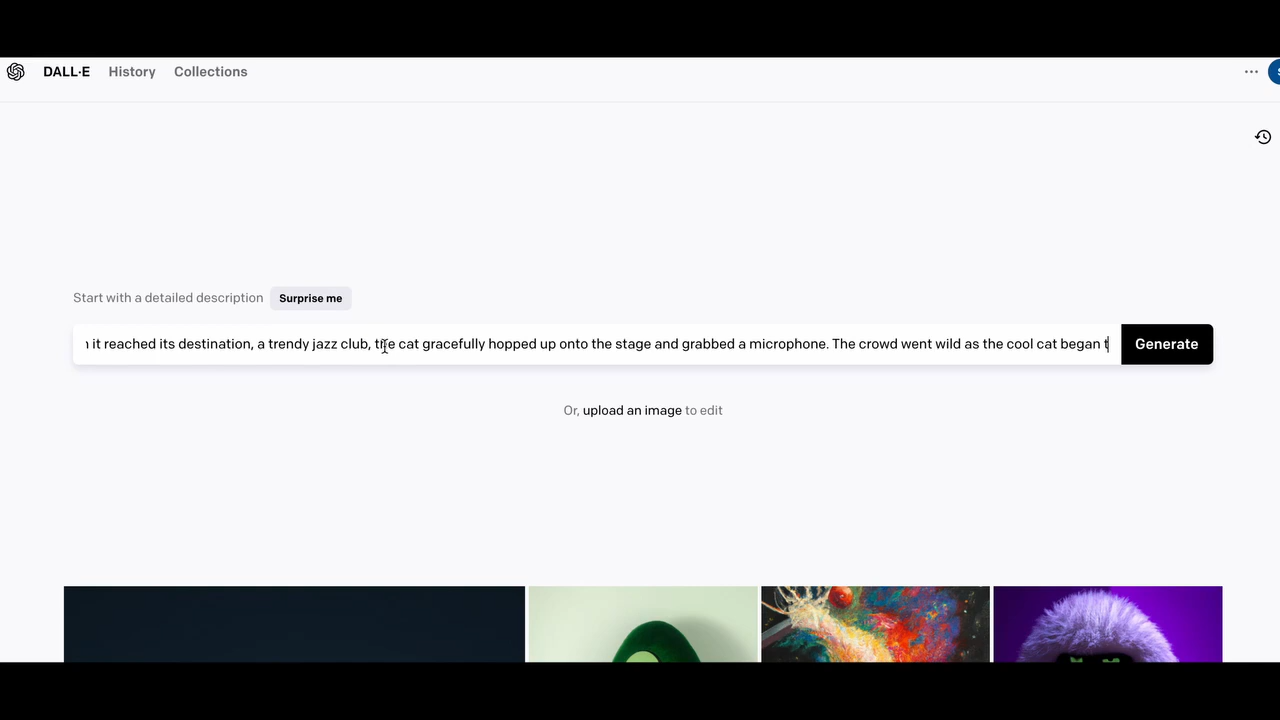 DALL·E History Collections
Start with a detailed description Surprise me
it reached its destination, a trendy jazz club, the cat gracefully hopped up onto the stage and grabbed a microphone. The crowd went wild as the cool cat began t
Generate
Or, upload an image to edit